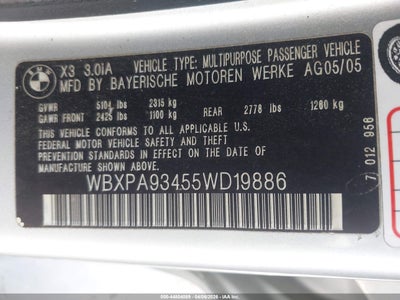 BMW
X3 3.0iA VEHICLE TYPE: MULTIPURPOSE PASSENGER VEHICLE
MFD BY BAYERISCHE MOTOREN WERKE AG05/05
GVWR 5104 lbs 2315 kg
GAWR FRONT 2425 lbs 1100 kg REAR 2778 lbs 1260 kg
THIS VEHICLE CONFORMS TO ALL APPLICABLE U.S.
FEDERAL MOTOR VEHICLE SAFETY AND THEFT
PREVENTION STANDARDS IN EFFECT ON THE DATE OF
MANUFACTURE SHOWN ABOVE.
WBXPA93455WD19886
7 012 958